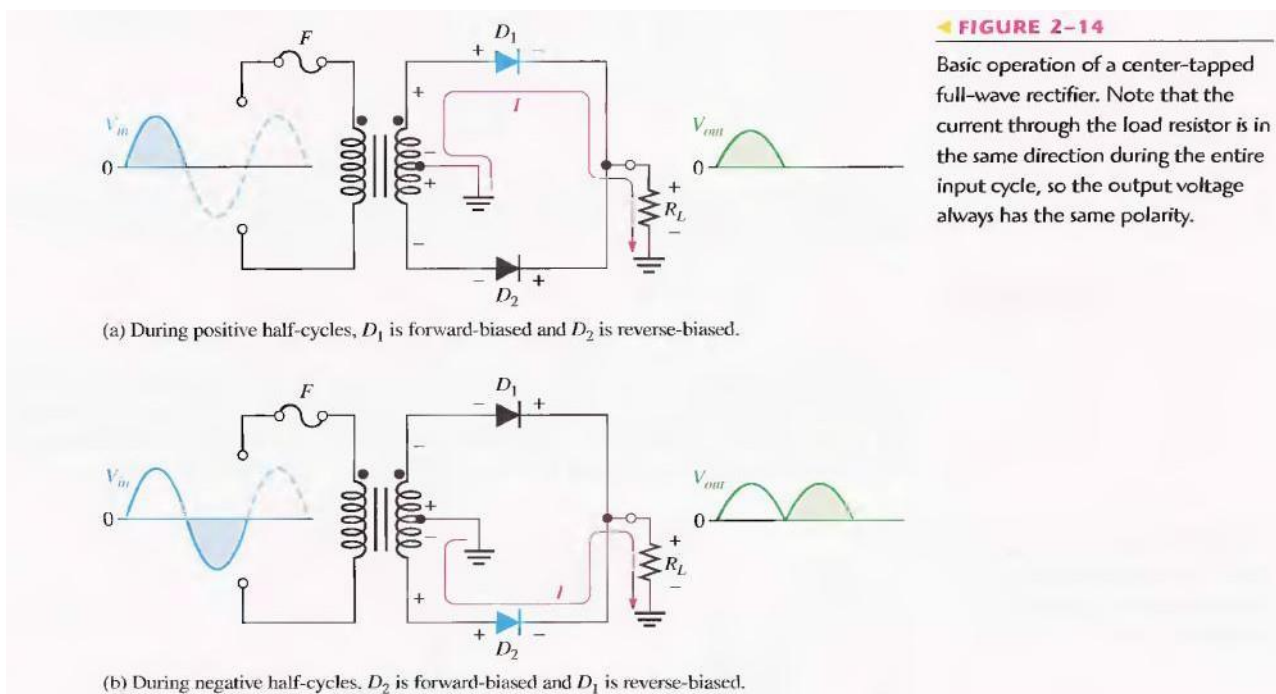 F
D₁
+ −
+
I
Vin
0
−
+
−
+
R_L
−
− +
D₂
Vout
0
◀ FIGURE 2–14
Basic operation of a center-tapped
full-wave rectifier. Note that the
current through the load resistor is in
the same direction during the entire
input cycle, so the output voltage
always has the same polarity.
(a) During positive half-cycles, D₁ is forward-biased and D₂ is reverse-biased.
F
D₁
− +
−
Vin
0
+
−
+
I
+
R_L
−
+ −
D₂
Vout
0
(b) During negative half-cycles. D₂ is forward-biased and D₁ is reverse-biased.